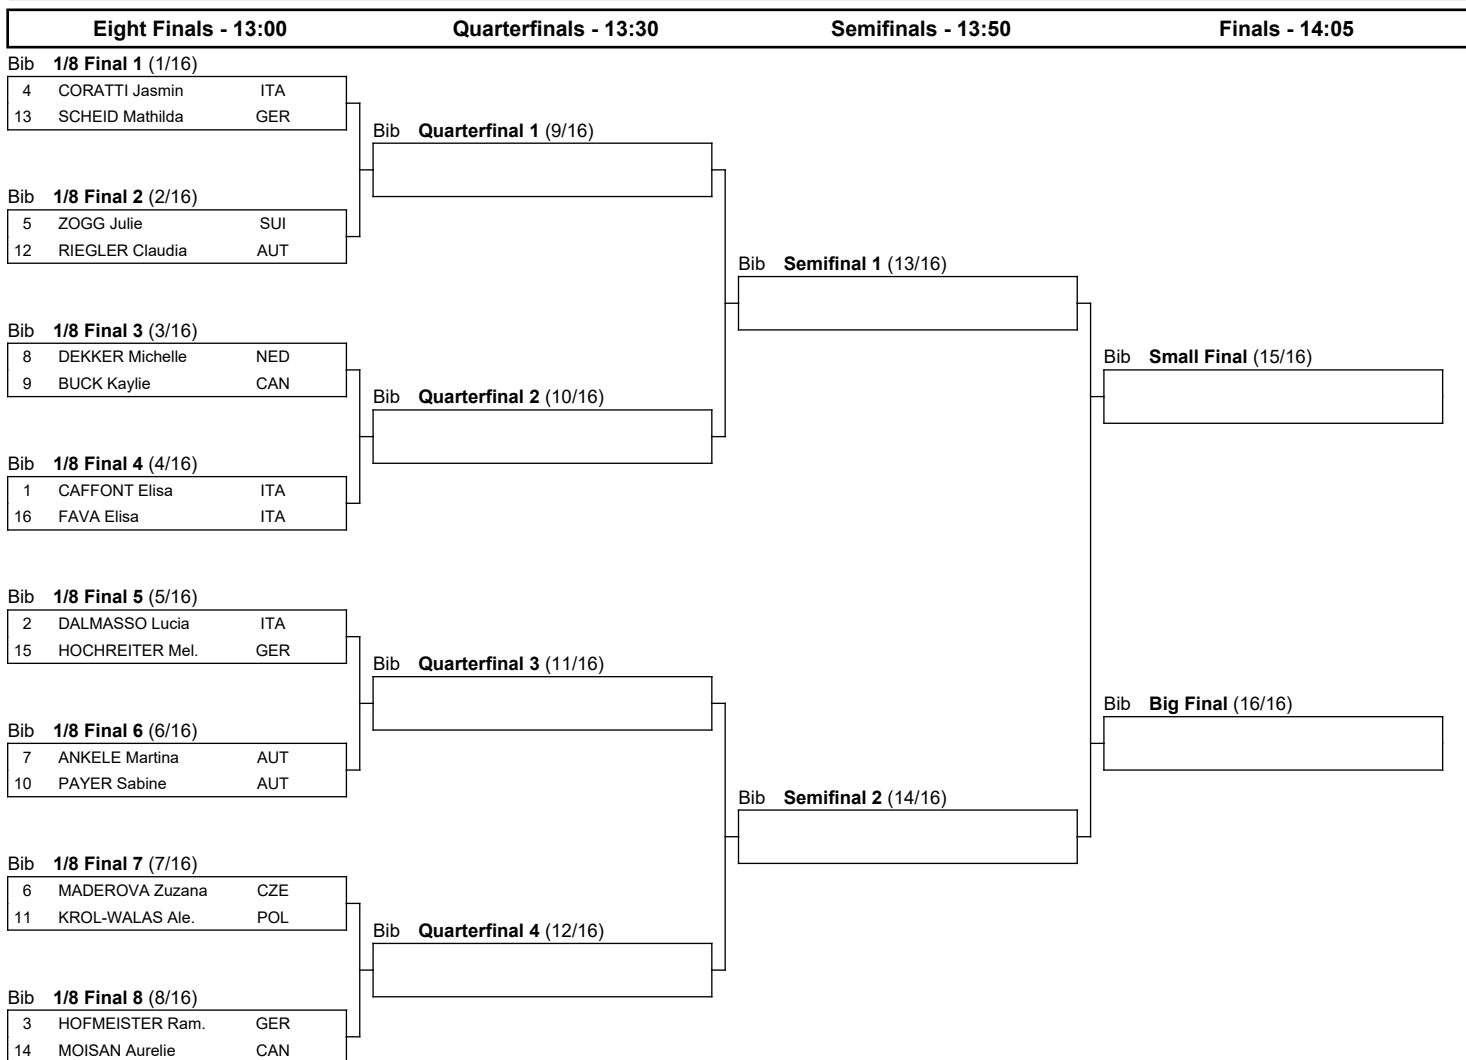 Eight Finals - 13:00 Quarterfinals - 13:30 Semifinals - 13:50 Finals - 14:05
Bib 1/8 Final 1 (1/16)
4 CORATTI Jasmin ITA
13 SCHEID Mathilda GER
Bib Quarterfinal 1 (9/16)
Bib 1/8 Final 2 (2/16)
5 ZOGG Julie SUI
12 RIEGLER Claudia AUT
Bib Semifinal 1 (13/16)
Bib 1/8 Final 3 (3/16)
8 DEKKER Michelle NED
9 BUCK Kaylie CAN
Bib Small Final (15/16)
Bib Quarterfinal 2 (10/16)
Bib 1/8 Final 4 (4/16)
1 CAFFONT Elisa ITA
16 FAVA Elisa ITA
Bib 1/8 Final 5 (5/16)
2 DALMASSO Lucia ITA
15 HOCHREITER Mel. GER
Bib Quarterfinal 3 (11/16)
Bib Big Final (16/16)
Bib 1/8 Final 6 (6/16)
7 ANKELE Martina AUT
10 PAYER Sabine AUT
Bib Semifinal 2 (14/16)
Bib 1/8 Final 7 (7/16)
6 MADEROVA Zuzana CZE
11 KROL-WALAS Ale. POL
Bib Quarterfinal 4 (12/16)
Bib 1/8 Final 8 (8/16)
3 HOFMEISTER Ram. GER
14 MOISAN Aurelie CAN